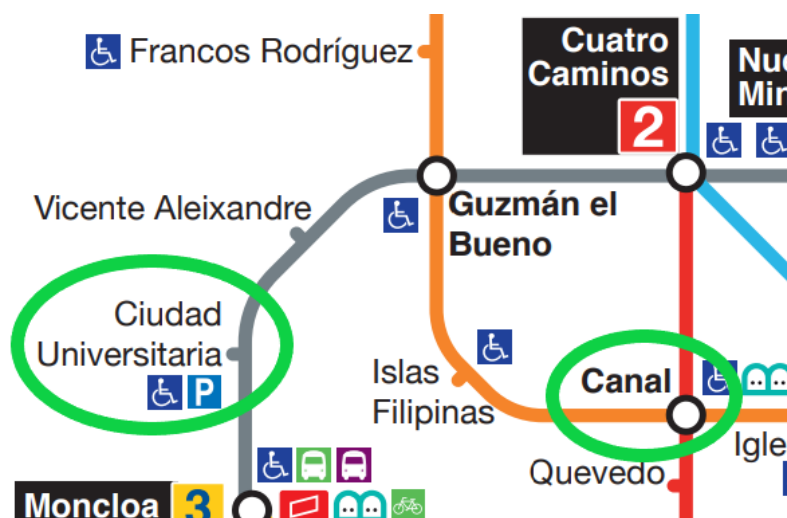 Francos Rodríguez
Cuatro
Caminos
2
Vicente Aleixandre
Guzmán el
Bueno
Ciudad
Universitaria
P
Islas
Filipinas
Canal
Quevedo
Moncloa
3